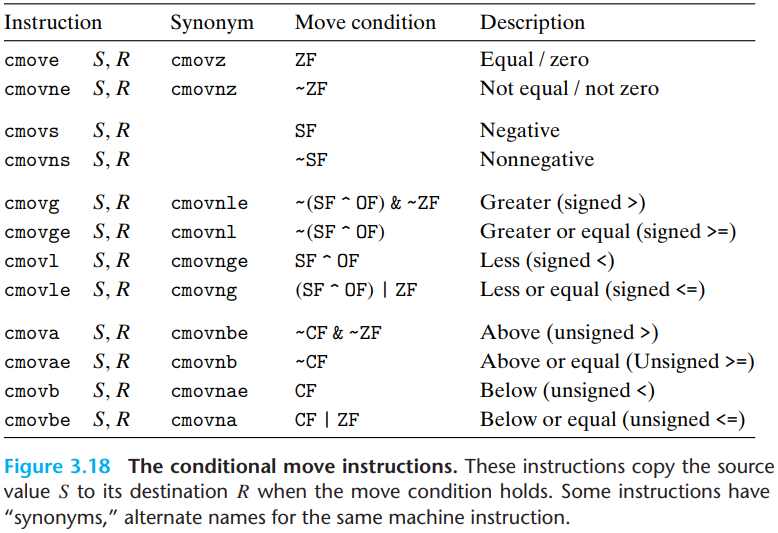 Instruction Synonym Move condition Description
cmove S, R cmovz ZF Equal / zero
cmovne S, R cmovnz ~ZF Not equal / not zero
cmovs S, R SF Negative
cmovns S, R ~SF Nonnegative
cmovg S, R cmovnle ~(SF ^ OF) & ~ZF Greater (signed >)
cmovge S, R cmovnl ~(SF ^ OF) Greater or equal (signed >=)
cmovl S, R cmovnge SF ^ OF Less (signed <)
cmovle S, R cmovng (SF ^ OF) | ZF Less or equal (signed <=)
cmova S, R cmovnbe ~CF & ~ZF Above (unsigned >)
cmovae S, R cmovnb ~CF Above or equal (Unsigned >=)
cmovb S, R cmovnae CF Below (unsigned <)
cmovbe S, R cmovna CF | ZF Below or equal (unsigned <=)
Figure 3.18 The conditional move instructions. These instructions copy the source
value S to its destination R when the move condition holds. Some instructions have
“synonyms,” alternate names for the same machine instruction.